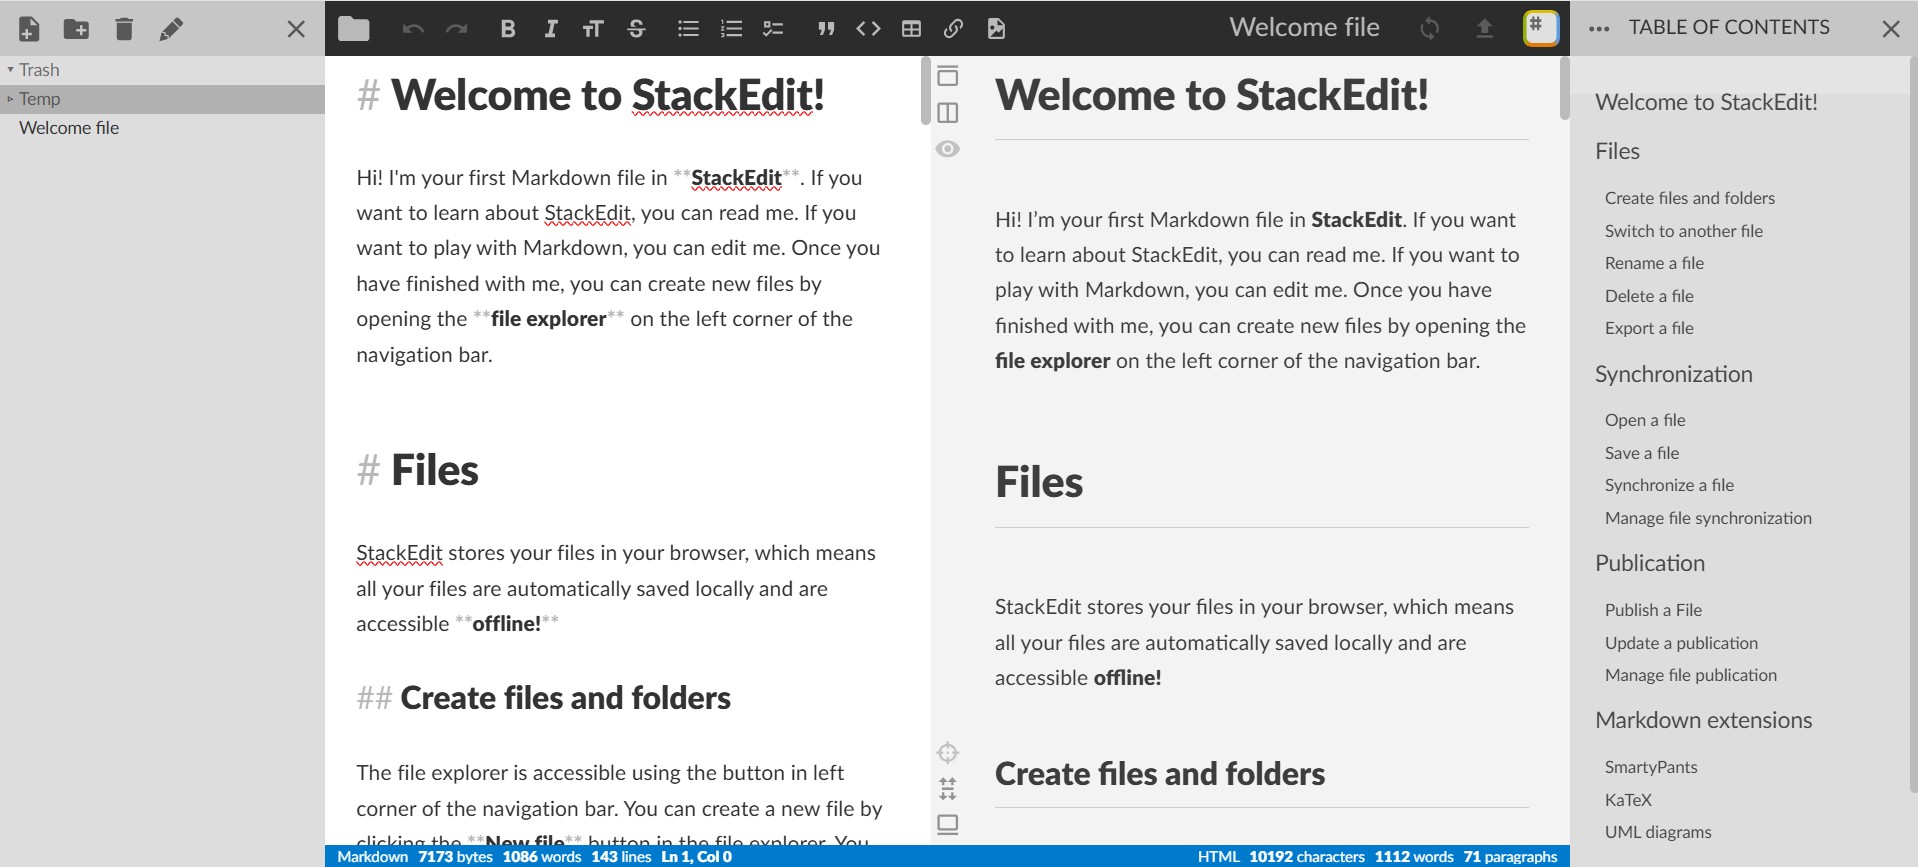 Trash
Temp
Welcome file
Welcome file
# Welcome to StackEdit!
Hi! I'm your first Markdown file in **StackEdit**. If you
want to learn about StackEdit, you can read me. If you
want to play with Markdown, you can edit me. Once you
have finished with me, you can create new files by
opening the **file explorer** on the left corner of the
navigation bar.
# Files
StackEdit stores your files in your browser, which means
all your files are automatically saved locally and are
accessible **offline!**
## Create files and folders
The file explorer is accessible using the button in left
corner of the navigation bar. You can create a new file by
clicking the **New file** button in the file explorer. You
Markdown 7173 bytes 1086 words 143 lines Ln 1, Col 0
Welcome to StackEdit!
Hi! I’m your first Markdown file in StackEdit. If you want
to learn about StackEdit, you can read me. If you want to
play with Markdown, you can edit me. Once you have
finished with me, you can create new files by opening the
file explorer on the left corner of the navigation bar.
Files
StackEdit stores your files in your browser, which means
all your files are automatically saved locally and are
accessible offline!
Create files and folders
HTML 10192 characters 1112 words 71 paragraphs
TABLE OF CONTENTS
Welcome to StackEdit!
Files
Create files and folders
Switch to another file
Rename a file
Delete a file
Export a file
Synchronization
Open a file
Save a file
Synchronize a file
Manage file synchronization
Publication
Publish a File
Update a publication
Manage file publication
Markdown extensions
SmartyPants
KaTeX
UML diagrams